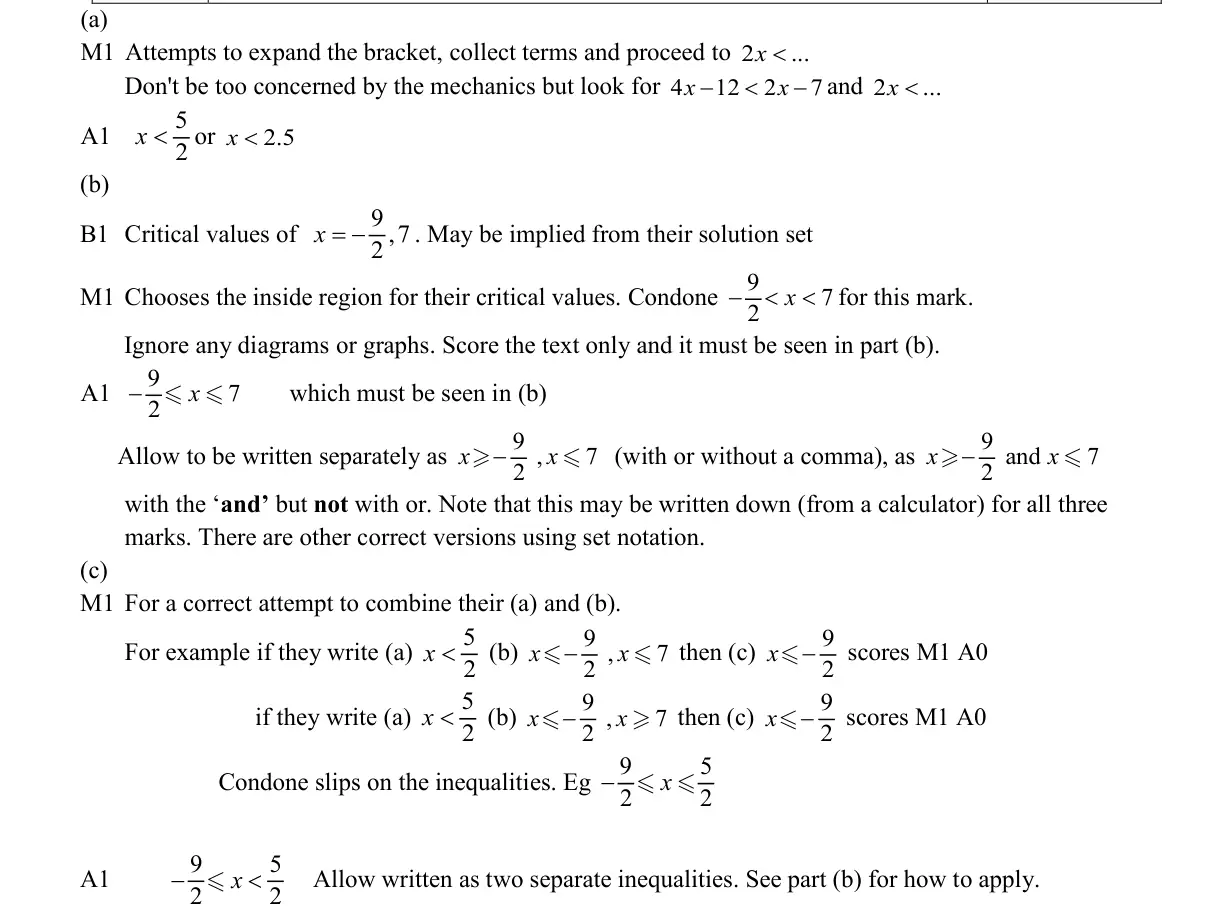 (a)
M1 Attempts to expand the bracket, collect terms and proceed to 2x < ...
Don't be too concerned by the mechanics but look for 4x − 12 < 2x − 7 and 2x < ...
A1 x < 5/2 or x < 2.5
(b)
B1 Critical values of x = −9/2, 7. May be implied from their solution set
M1 Chooses the inside region for their critical values. Condone −9/2 < x < 7 for this mark.
Ignore any diagrams or graphs. Score the text only and it must be seen in part (b).
A1 −9/2 ⩽ x ⩽ 7 which must be seen in (b)
Allow to be written separately as x ⩾ −9/2 , x ⩽ 7 (with or without a comma), as x ⩾ −9/2 and x ⩽ 7
with the ‘and’ but not with or. Note that this may be written down (from a calculator) for all three
marks. There are other correct versions using set notation.
(c)
M1 For a correct attempt to combine their (a) and (b).
For example if they write (a) x < 5/2 (b) x ⩽ −9/2 , x ⩽ 7 then (c) x ⩽ −9/2 scores M1 A0
if they write (a) x < 5/2 (b) x ⩽ −9/2 , x ⩾ 7 then (c) x ⩽ −9/2 scores M1 A0
Condone slips on the inequalities. Eg −9/2 ⩽ x ⩽ 5/2
A1 −9/2 ⩽ x < 5/2 Allow written as two separate inequalities. See part (b) for how to apply.